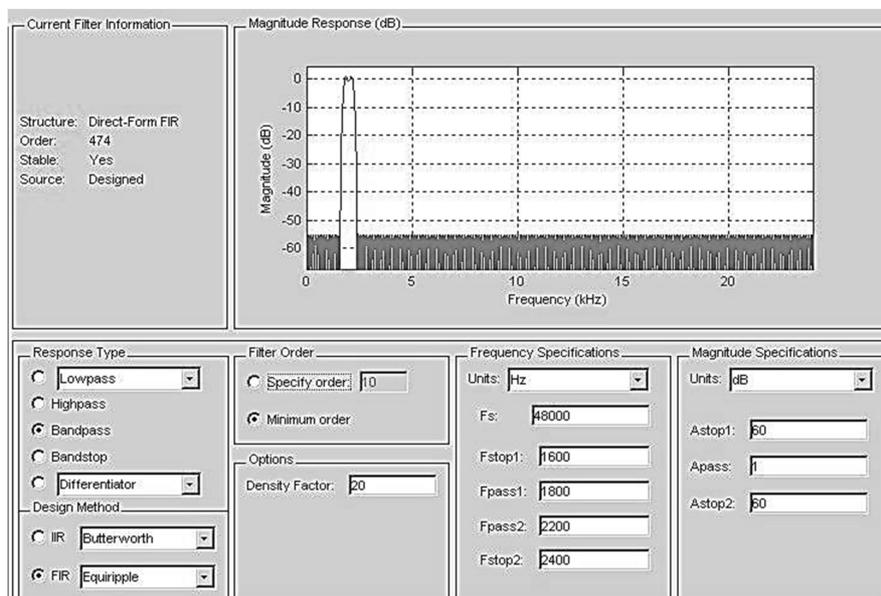 Current Filter Information
Structure: Direct-Form FIR
Order: 474
Stable: Yes
Source: Designed
Magnitude Response (dB)
0
-10
-20
-30
-40
-50
-60
Magnitude (dB)
0 5 10 15 20
Frequency (kHz)
Response Type
Lowpass
Highpass
Bandpass
Bandstop
Differentiator
Design Method
IIR Butterworth
FIR Equiripple
Filter Order
Specify order: 10
Minimum order
Options
Density Factor: 20
Frequency Specifications
Units: Hz
Fs: 48000
Fstop1: 1600
Fpass1: 1800
Fpass2: 2200
Fstop2: 2400
Magnitude Specifications
Units: dB
Astop1: 60
Apass: 1
Astop2: 60